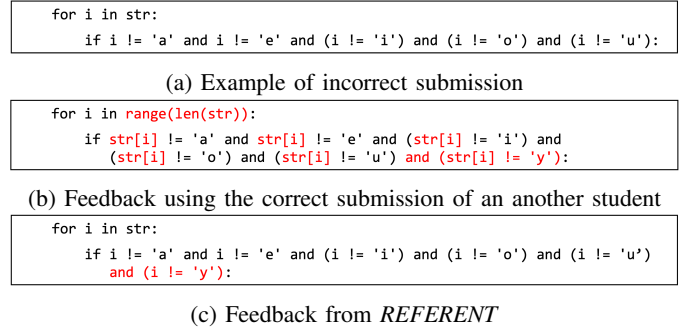 for i in str:
if i != 'a' and i != 'e' and (i != 'i') and (i != 'o') and (i != 'u'):
(a) Example of incorrect submission
for i in range(len(str)):
if str[i] != 'a' and str[i] != 'e' and (str[i] != 'i') and
(str[i] != 'o') and (str[i] != 'u') and (str[i] != 'y'):
(b) Feedback using the correct submission of an another student
for i in str:
if i != 'a' and i != 'e' and (i != 'i') and (i != 'o') and (i != 'u’)
and (i != 'y'):
(c) Feedback from REFERENT